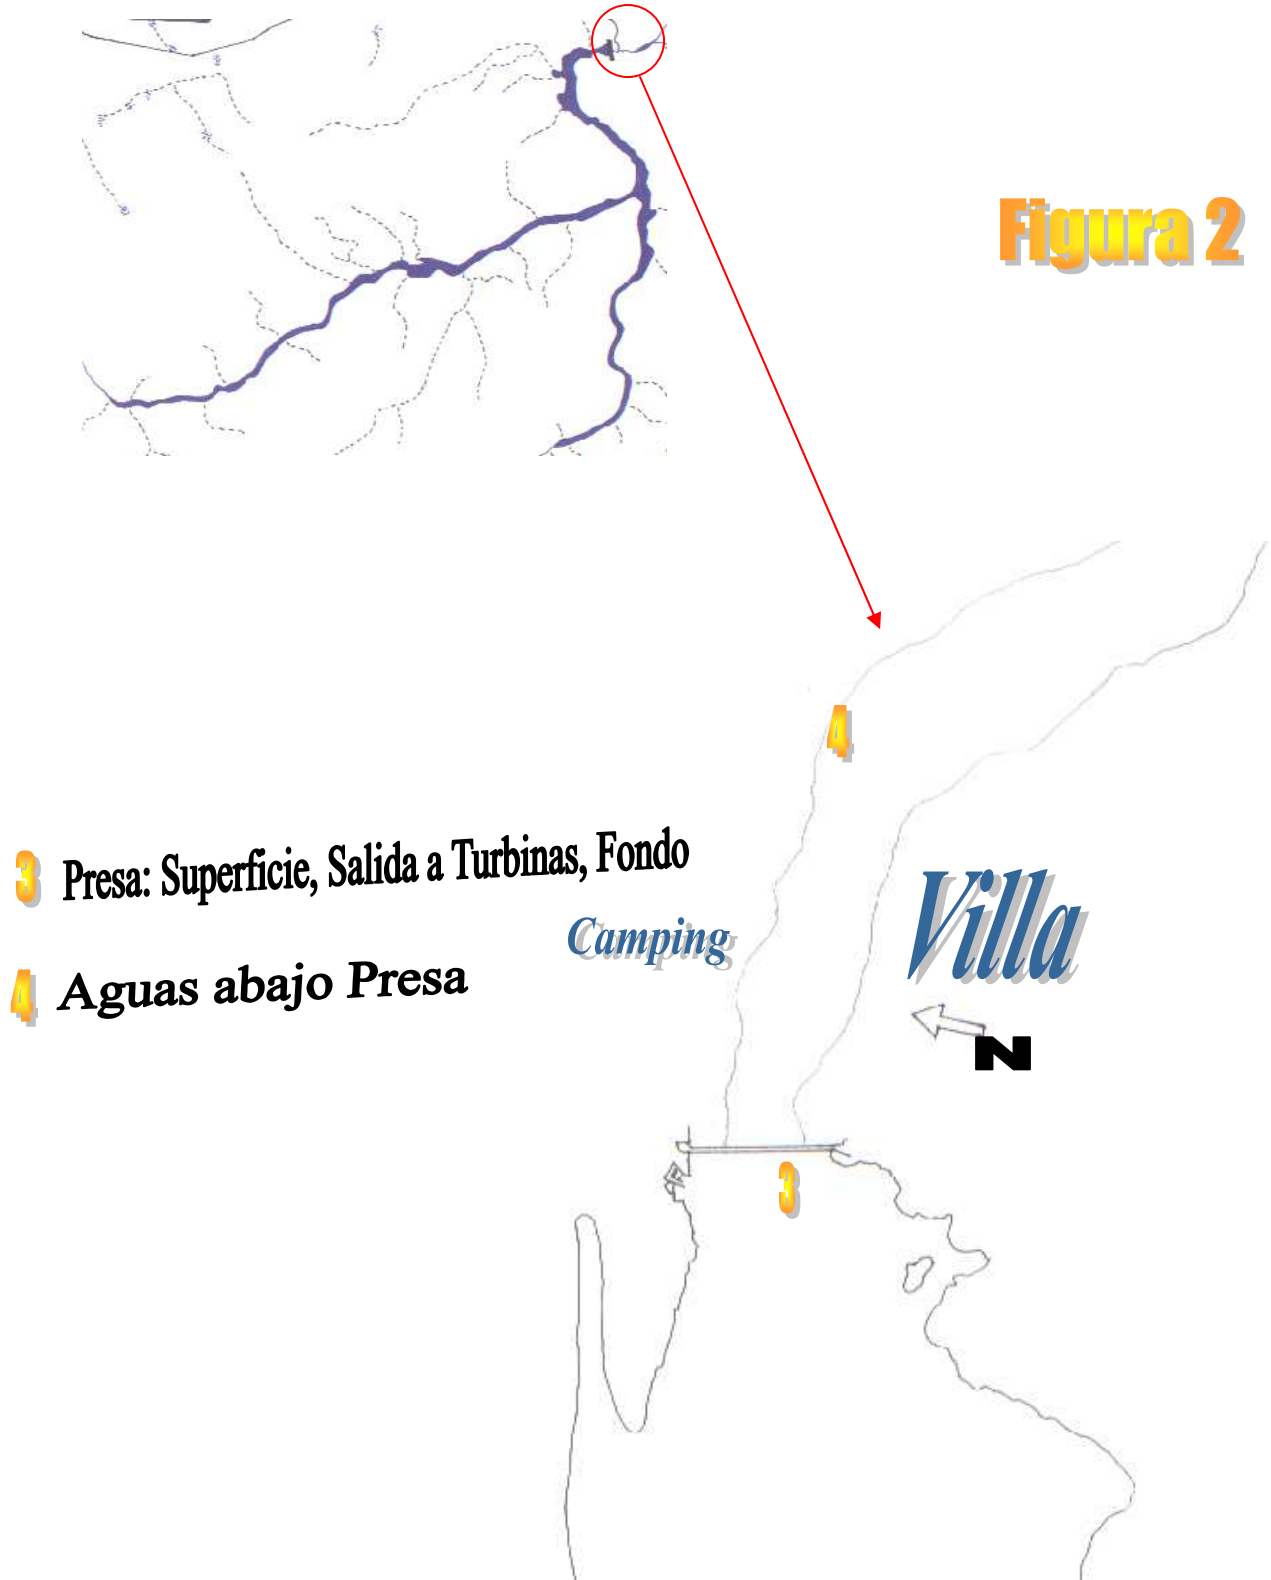 Figura 2
4
3 Presa: Superficie, Salida a Turbinas, Fondo
Camping
Villa
4 Aguas abajo Presa
N
3